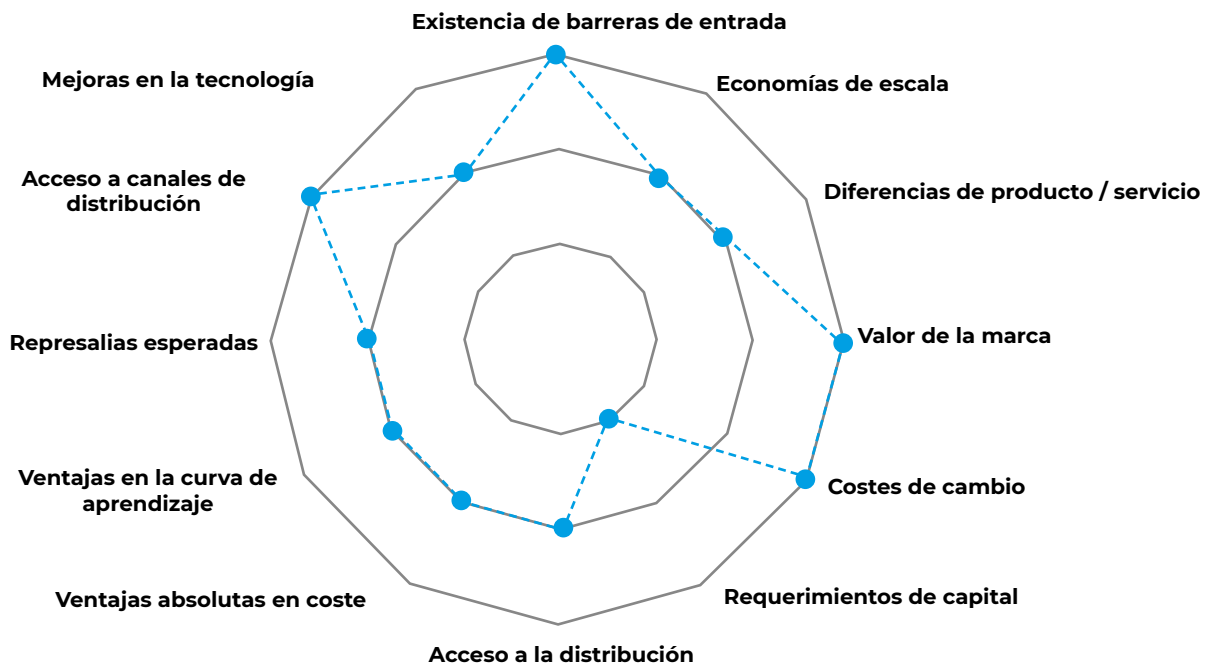 Existencia de barreras de entrada
Mejoras en la tecnología
Economías de escala
Acceso a canales de
distribución
Diferencias de producto / servicio
Represalias esperadas
Valor de la marca
Ventajas en la curva de
aprendizaje
Costes de cambio
Ventajas absolutas en coste
Requerimientos de capital
Acceso a la distribución